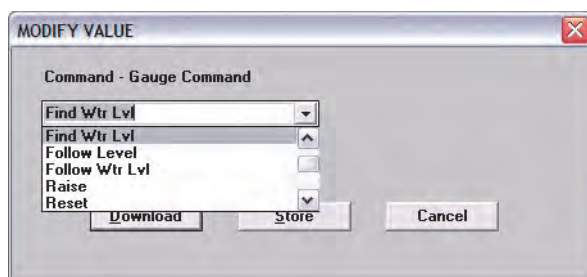 MODIFY VALUE
Command - Gauge Command
Find Wtr Lvl
Find Wtr Lvl
Follow Level
Follow Wtr Lvl
Raise
Reset
Download Store Cancel